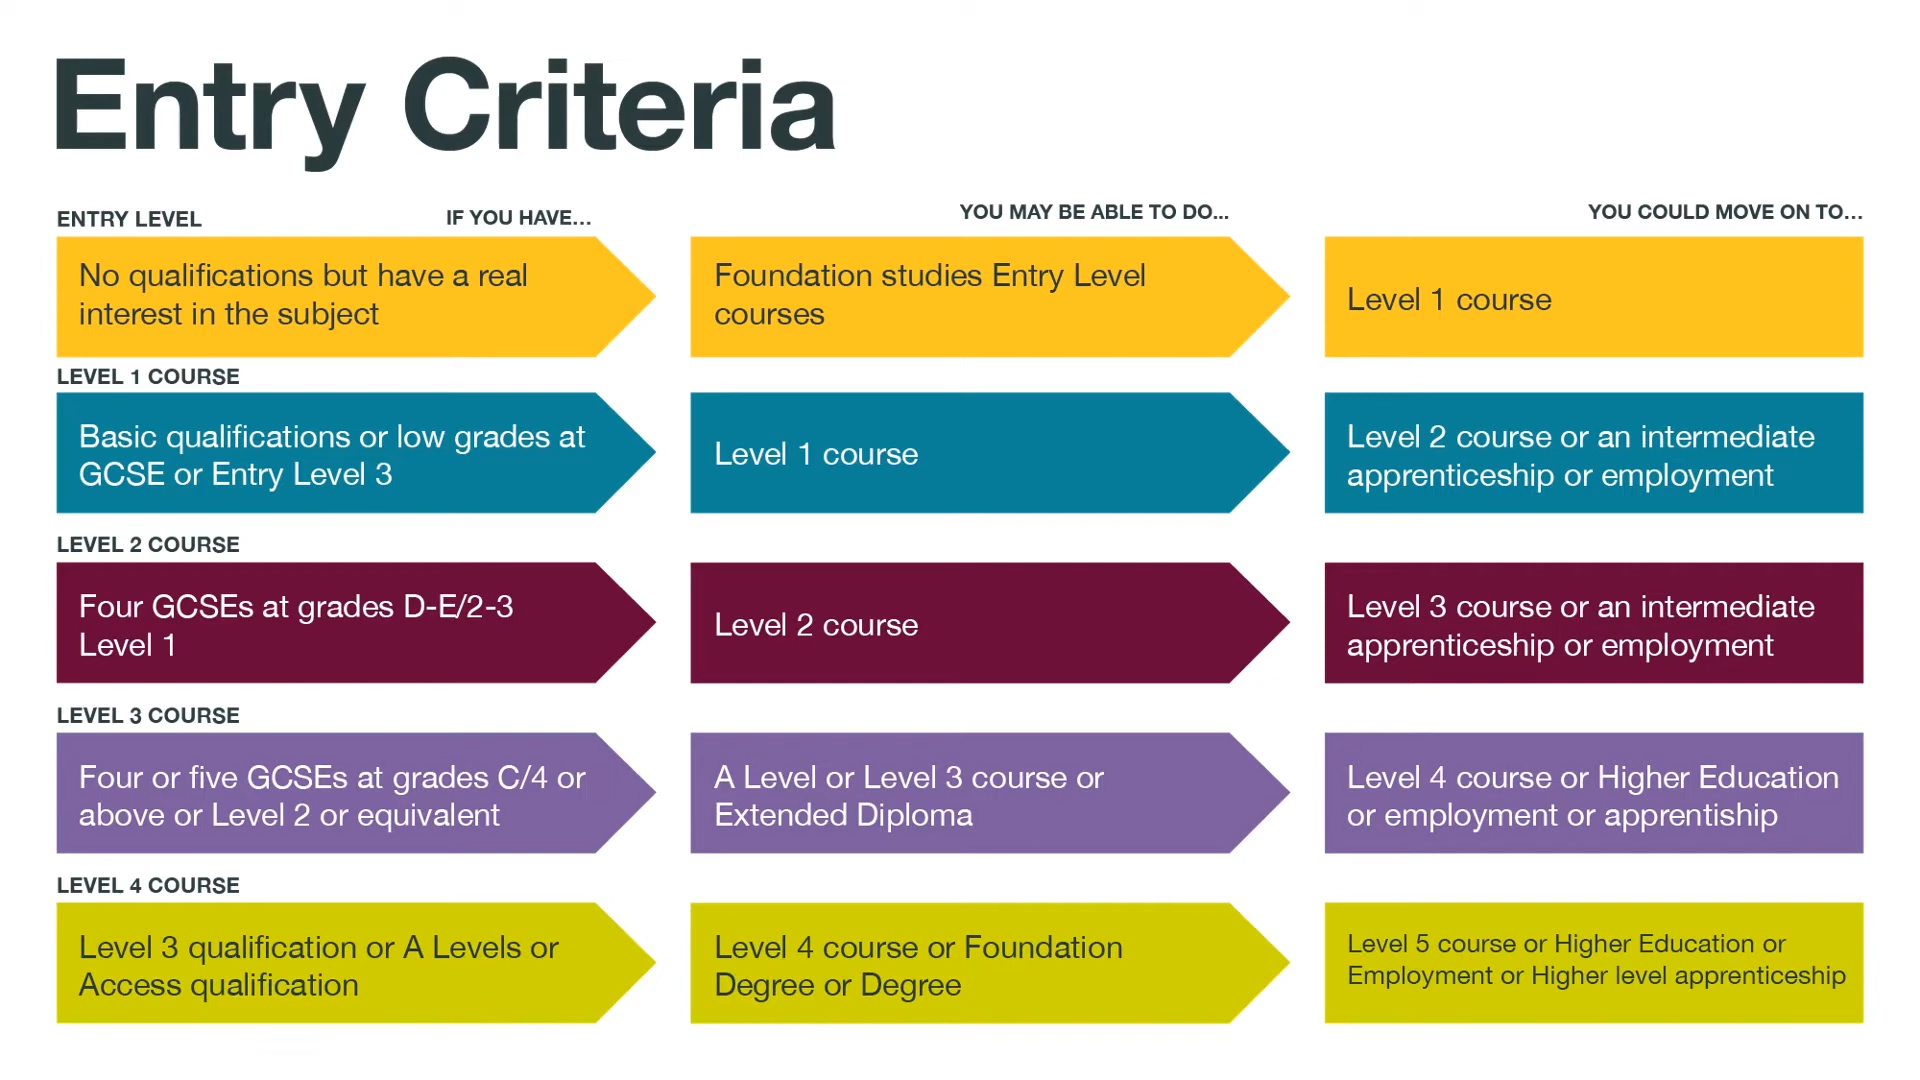 Entry Criteria
ENTRY LEVEL
IF YOU HAVE...
YOU MAY BE ABLE TO DO...
YOU COULD MOVE ON TO...
No qualifications but have a real
interest in the subject
Foundation studies Entry Level
courses
Level 1 course
LEVEL 1 COURSE
Basic qualifications or low grades at
GCSE or Entry Level 3
Level 1 course
Level 2 course or an intermediate
apprenticeship or employment
LEVEL 2 COURSE
Four GCSEs at grades D-E/2-3
Level 1
Level 2 course
Level 3 course or an intermediate
apprenticeship or employment
LEVEL 3 COURSE
Four or five GCSEs at grades C/4 or
above or Level 2 or equivalent
A Level or Level 3 course or
Extended Diploma
Level 4 course or Higher Education
or employment or apprentiship
LEVEL 4 COURSE
Level 3 qualification or A Levels or
Access qualification
Level 4 course or Foundation
Degree or Degree
Level 5 course or Higher Education or
Employment or Higher level apprenticeship